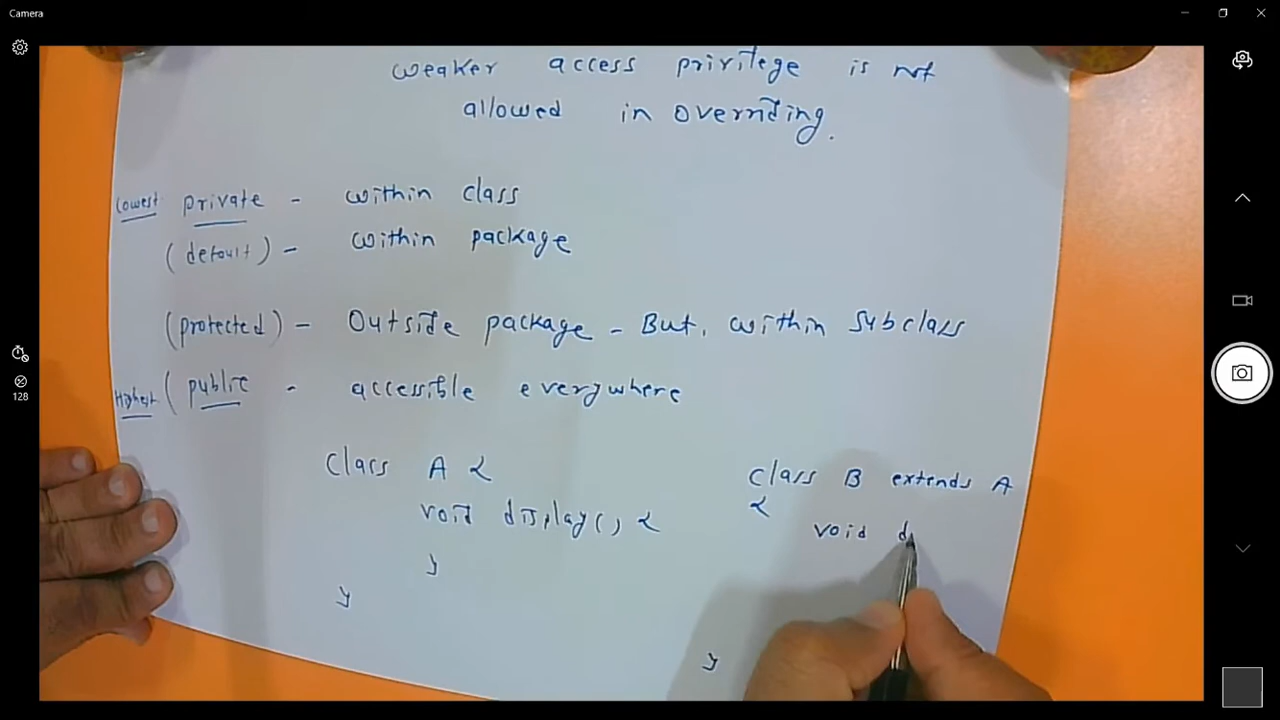 Camera
weaker access privilege is not
allowed in overriding.
Lowest private - within class
(default) - within package
(protected) - Outside package - But, within Subclass
Highest (public - accessible everywhere
class A {
void display() {
}
}
class B extends A
{
void d
}
128